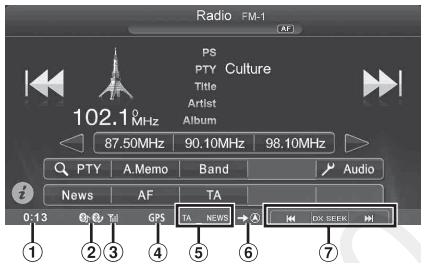 Radio FM-1
AF
PS
PTY Culture
Title
Artist
Album
102.10 MHz
87.50MHz 90.10MHz 98.10MHz
PTY A.Memo Band Audio
i
News AF TA
0:13 GPS TA NEWS A DX SEEK
1 2 3 4 5 6 7